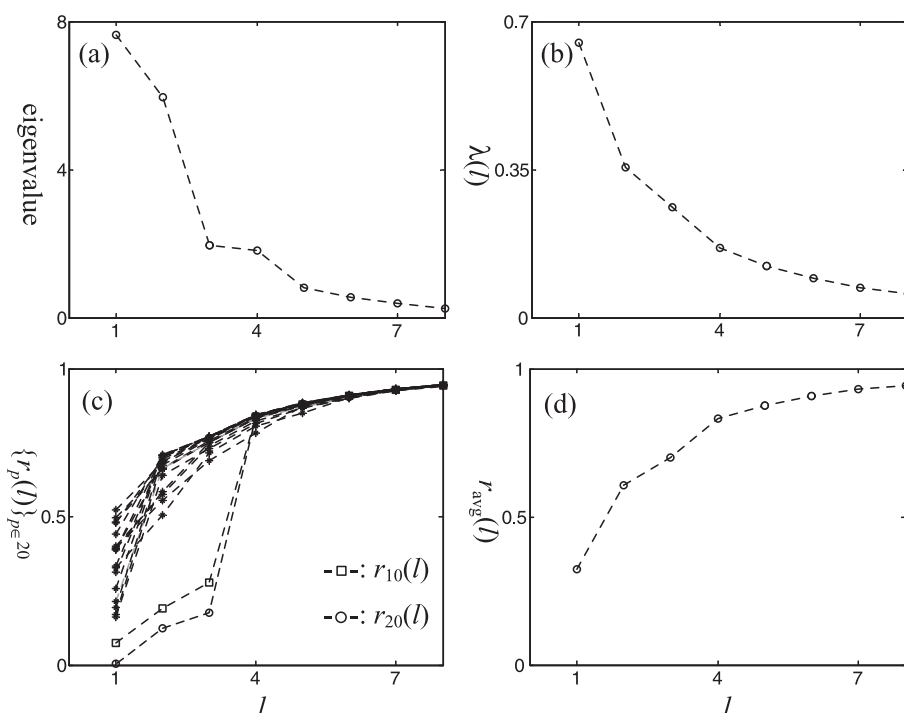 (a)
eigenvalue
8
4
0
1
4
7
(b)
λ(l)
0.7
0.35
0
1
4
7
(c)
{r_p(l)}_{p∈20}
1
0.5
0
-□-: r_10(l)
-○-: r_20(l)
1
4
7
l
(d)
r_avg(l)
1
0.5
0
1
4
7
l